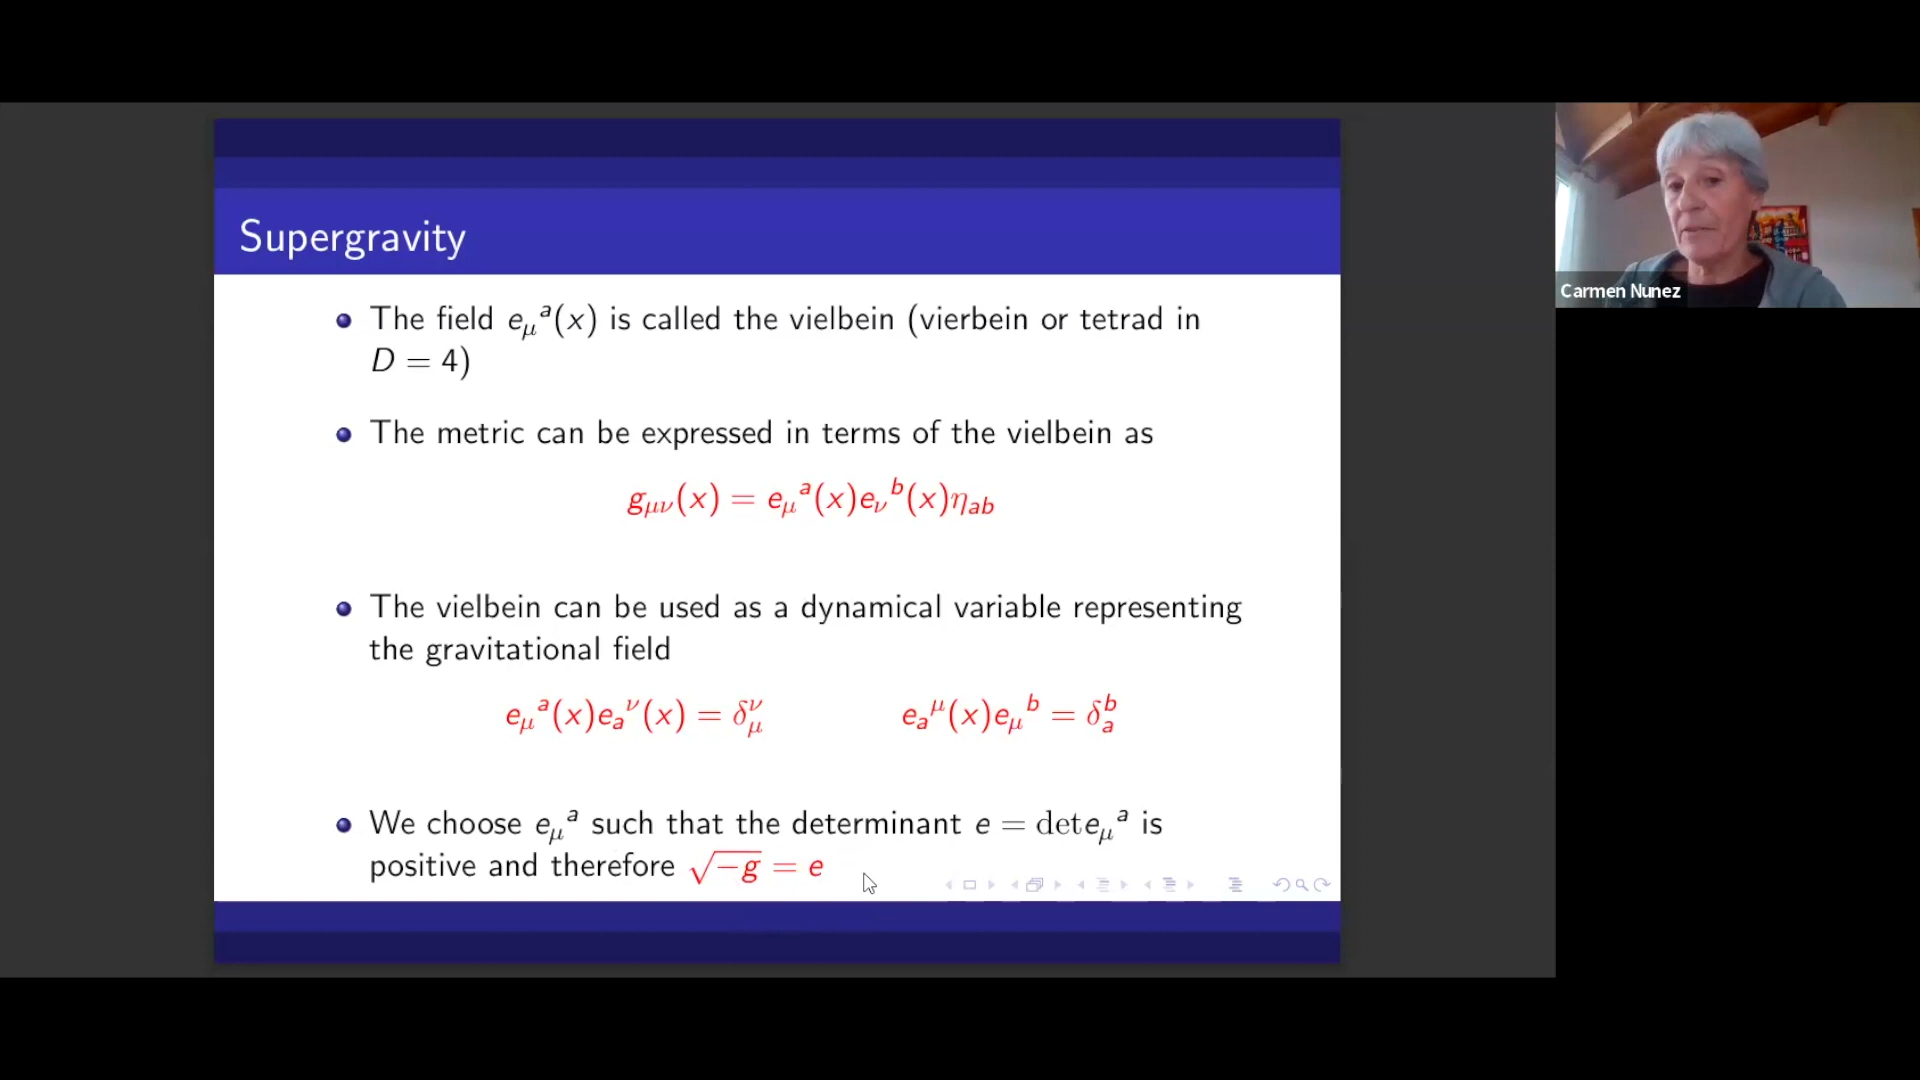 Supergravity
The field e_μ^a(x) is called the vielbein (vierbein or tetrad in
D = 4)
The metric can be expressed in terms of the vielbein as
g_μν(x) = e_μ^a(x)e_ν^b(x)η_ab
The vielbein can be used as a dynamical variable representing
the gravitational field
e_μ^a(x)e_a^ν(x) = δ_μ^ν e_a^μ(x)e_μ^b = δ_a^b
We choose e_μ^a such that the determinant e = dete_μ^a is
positive and therefore √−g = e
Carmen Nunez